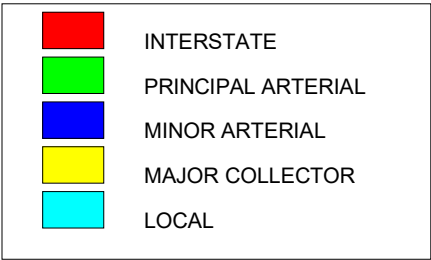 INTERSTATE
PRINCIPAL ARTERIAL
MINOR ARTERIAL
MAJOR COLLECTOR
LOCAL